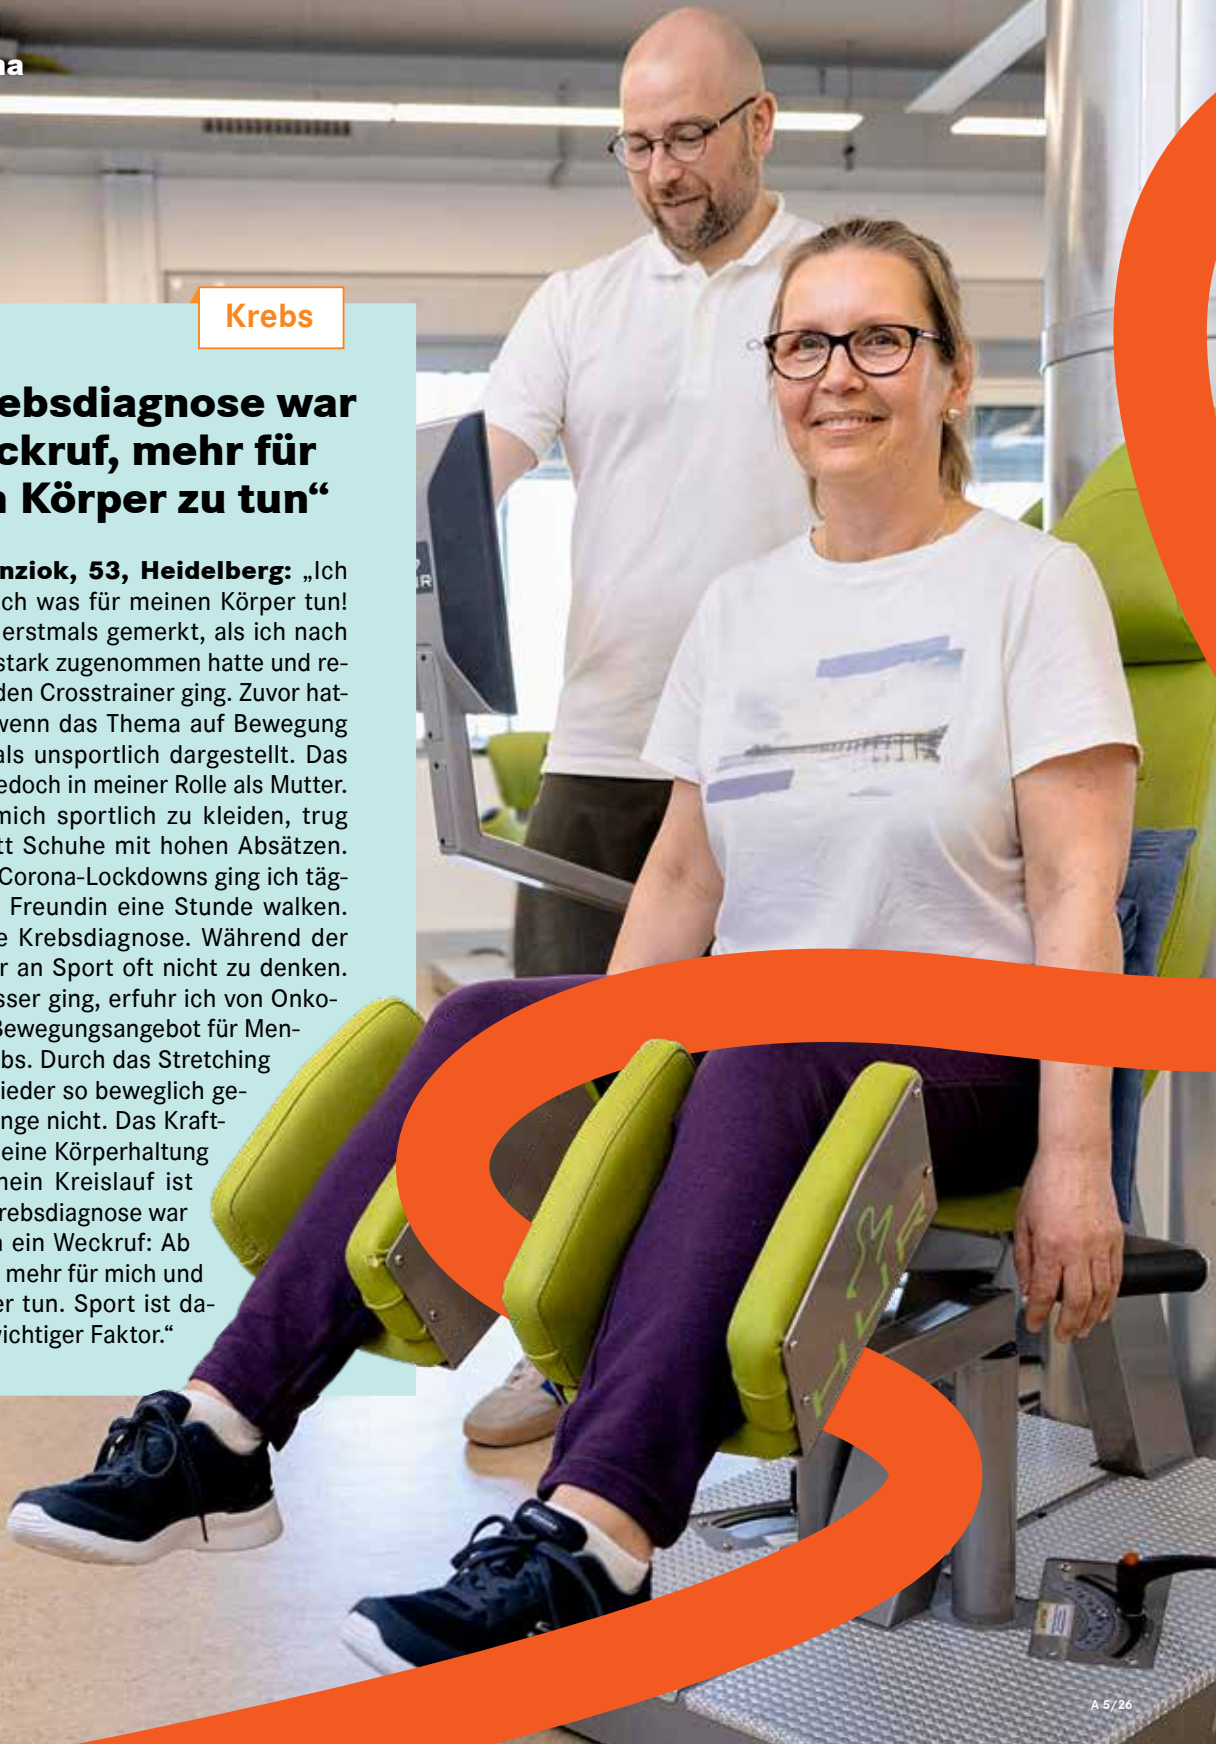 na
Krebs
ebsdiagnose war
ckruf, mehr für
n Körper zu tun“
nziok, 53, Heidelberg: „Ich
ch was für meinen Körper tun!
erstmals gemerkt, als ich nach
stark zugenommen hatte und re-
den Crosstrainer ging. Zuvor hat-
wenn das Thema auf Bewegung
als unsportlich dargestellt. Das
edoch in meiner Rolle als Mutter.
mich sportlich zu kleiden, trug
tt Schuhe mit hohen Absätzen.
Corona-Lockdowns ging ich täg-
Freundin eine Stunde walken.
e Krebsdiagnose. Während der
r an Sport oft nicht zu denken.
sser ging, erfuhr ich von Onko-
Bewegungsangebot für Men-
bs. Durch das Stretching
ieder so beweglich ge-
nge nicht. Das Kraft-
eine Körperhaltung
mein Kreislauf ist
rebsdiagnose war
n ein Weckruf: Ab
mehr für mich und
er tun. Sport ist da-
wichtiger Faktor.“
HUR
A 5/26